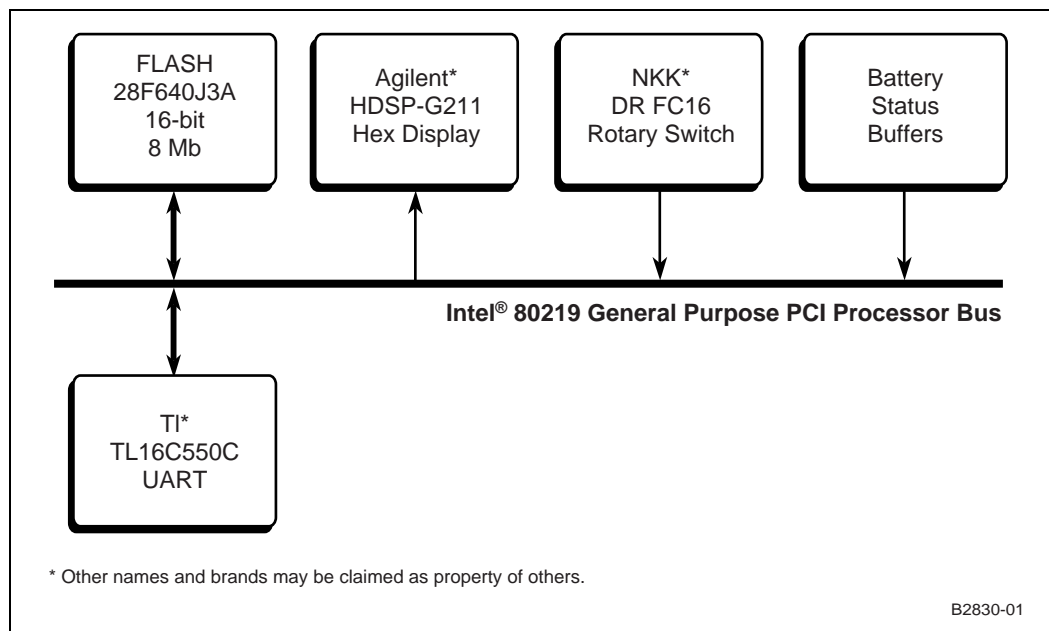 FLASH
28F640J3A
16-bit
8 Mb
Agilent*
HDSP-G211
Hex Display
NKK*
DR FC16
Rotary Switch
Battery
Status
Buffers
Intel® 80219 General Purpose PCI Processor Bus
TI*
TL16C550C
UART
* Other names and brands may be claimed as property of others.
B2830-01